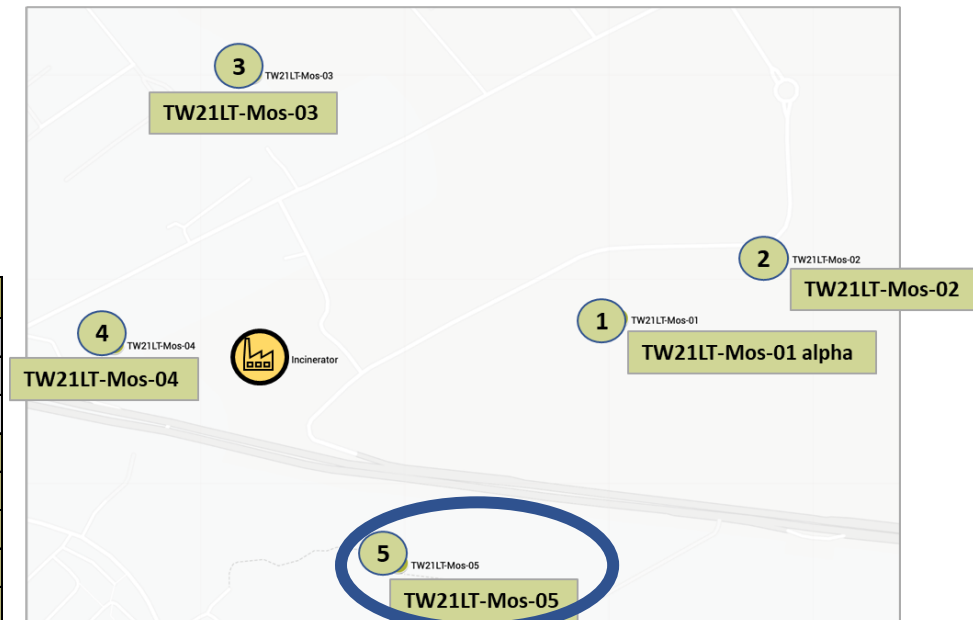 3
TW21LT-Mos-03
TW21LT-Mos-03
2
TW21LT-Mos-02
TW21LT-Mos-02
1
TW21LT-Mos-01
TW21LT-Mos-01 alpha
4
TW21LT-Mos-04
TW21LT-Mos-04
Incinerator
5
TW21LT-Mos-05
TW21LT-Mos-05